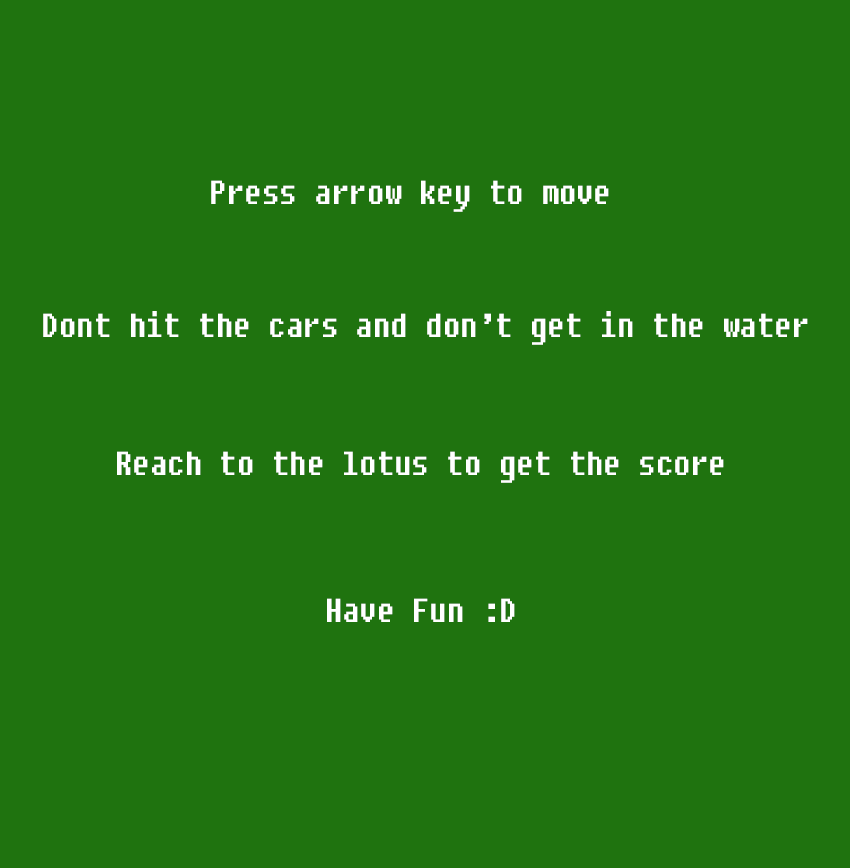 Press arrow key to move
Dont hit the cars and don't get in the water
Reach to the lotus to get the score
Have Fun :D